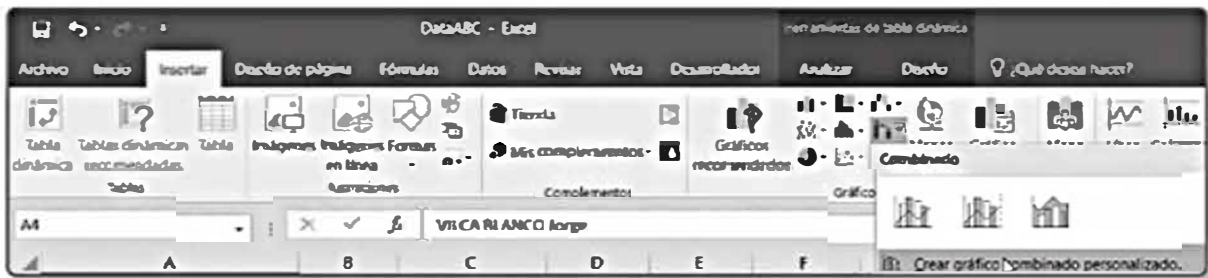 DataABC - Excel
Herramientas de tabla dinámica
Archivo Inicio Insertar Diseño de página Fórmulas Datos Revisar Vista Desarrollador Analizar Diseño ¿Qué desea hacer?
Tabla dinámica
Tablas dinámicas recomendadas
Tabla
Tablas
Imágenes
Imágenes en línea
Formas
Ilustraciones
Tienda
Mis complementos
Complementos
Gráficos recomendados
Combinado
A4
Jorge
A B C D E F
Crear gráfico combinado personalizado.